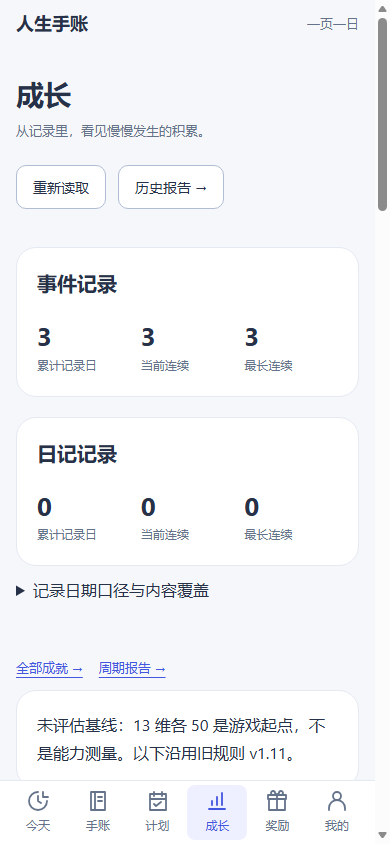 人生手账
一页一日
成长
从记录里，看见慢慢发生的积累。
重新读取
历史报告 →
事件记录
3 3 3
累计记录日 当前连续 最长连续
日记记录
0 0 0
累计记录日 当前连续 最长连续
▶ 记录日期口径与内容覆盖
全部成就 → 周期报告 →
未评估基线：13 维各 50 是游戏起点，不
是能力测量。以下沿用旧规则 v1.11。
今天 手账 计划 成长 奖励 我的